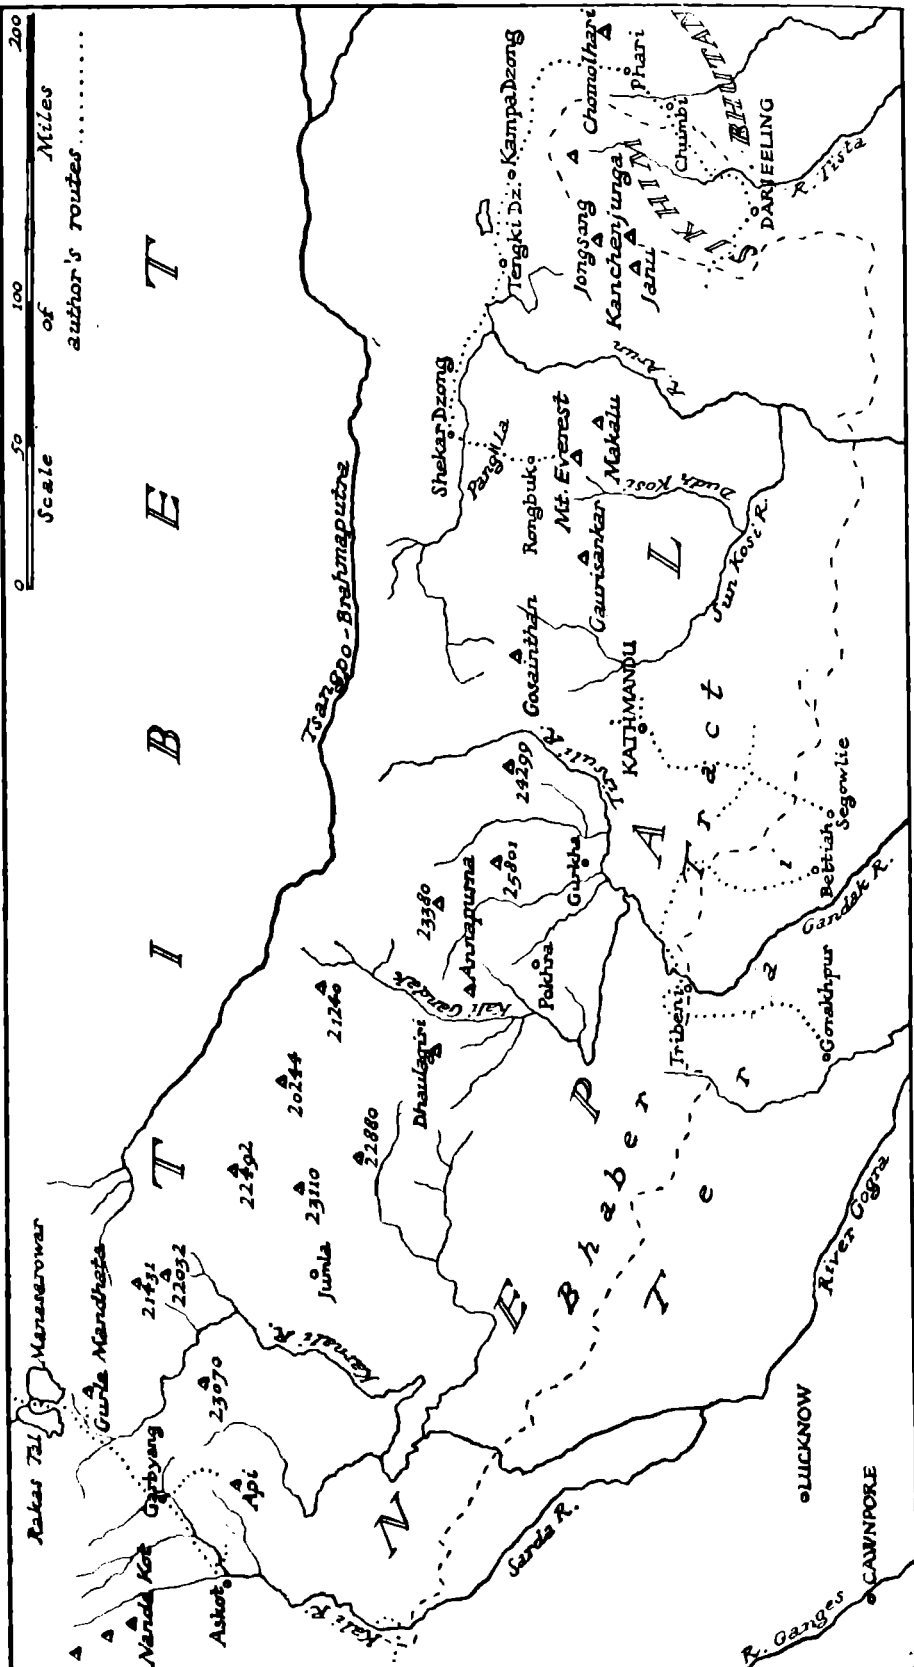 Scale of Miles
0 50 100 200
author's routes
TIBET
Rakas Tal
Manasarowar
Gurla Mandhata
Tsangpo-Brahmaputra
21431
22032
Garbyang
Nanda Kot
Askot
Api
23070
Karnali R.
Kali R.
22492
20244
21240
23110
22880
Jumla
Dhaulagiri
Kali Gandak
Annapurna
23380
25801
24299
Pokhra
Gurkha
Tirsuli R.
Gosainthan
Gaurisankar
Mt. Everest
Makalu
Rongbuk
Pangu La
Shekar Dzong
Tengki Dz.
Kampa Dzong
Jongsang
Kanchenjunga
Janu
Chomolhari
Phari
Chumbi
SIKHIM
BHUTAN
DARJEELING
R. Tista
R. Arun
Dudh Kosi
Sun Kosi R.
KATHMANDU
NEPAL
Bhaber
Terrai Tract
Tribeni
Bettiah
Segowlie
Gorakhpur
Gandak R.
River Gogra
Sarda R.
LUCKNOW
CAWNPORE
R. Ganges